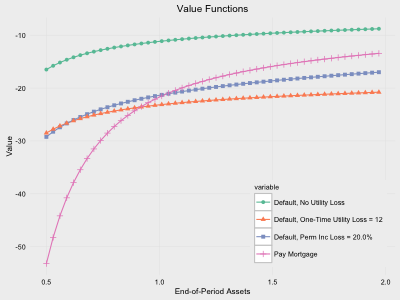 Value Functions
-10
-20
-30
-40
-50
Value
variable
Default, No Utility Loss
Default, One-Time Utility Loss = 12
Default, Perm Inc Loss = 20.0%
Pay Mortgage
0.5
1.0
1.5
2.0
End-of-Period Assets